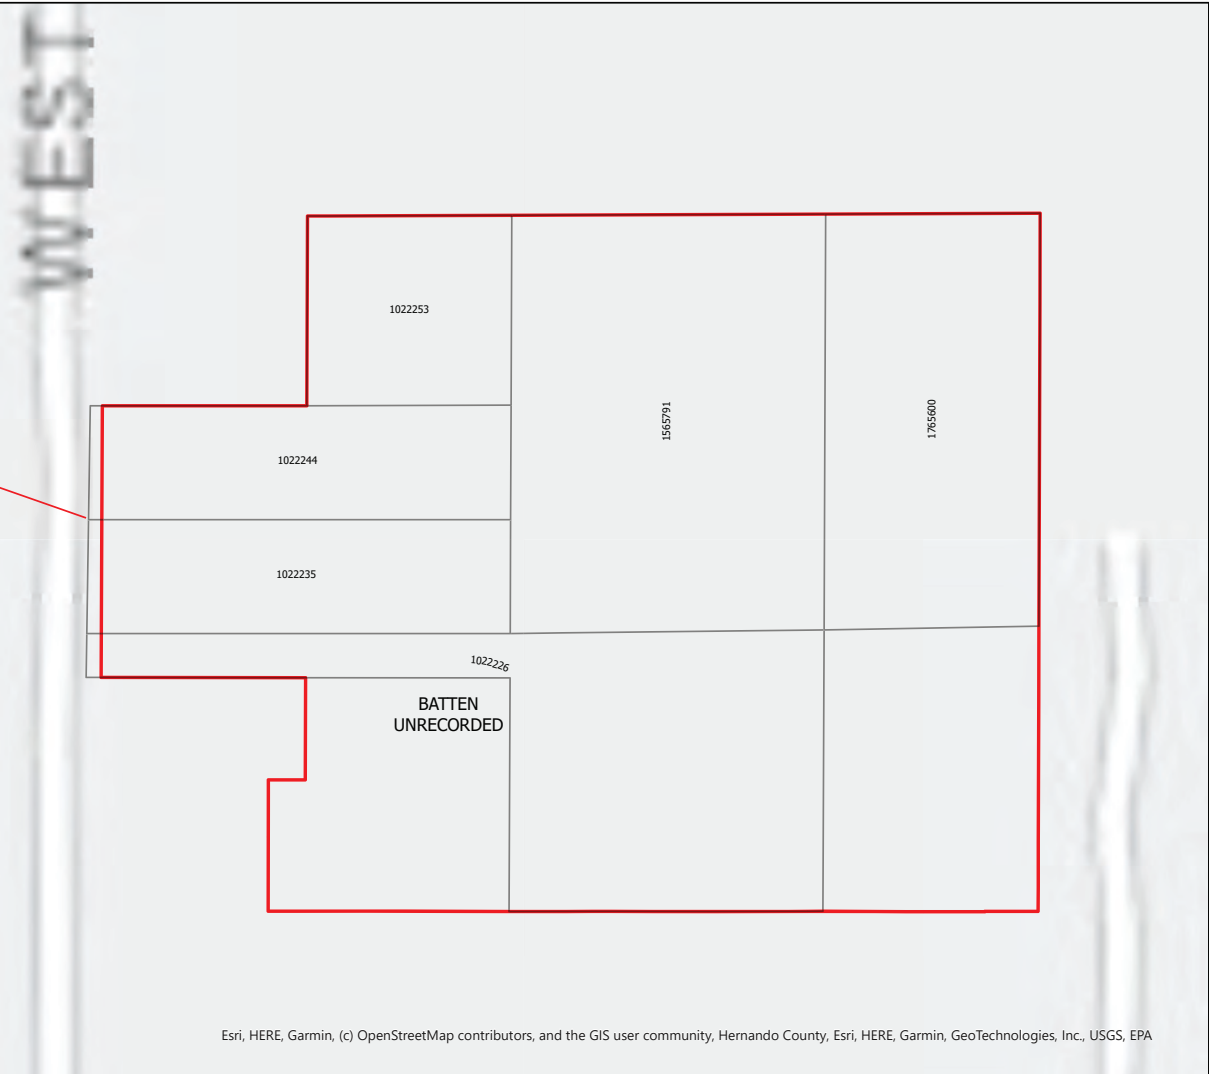 WEST
1022253
1565791
1765600
1022244
1022235
1022226
BATTEN
UNRECORDED
Esri, HERE, Garmin, (c) OpenStreetMap contributors, and the GIS user community, Hernando County, Esri, HERE, Garmin, GeoTechnologies, Inc., USGS, EPA